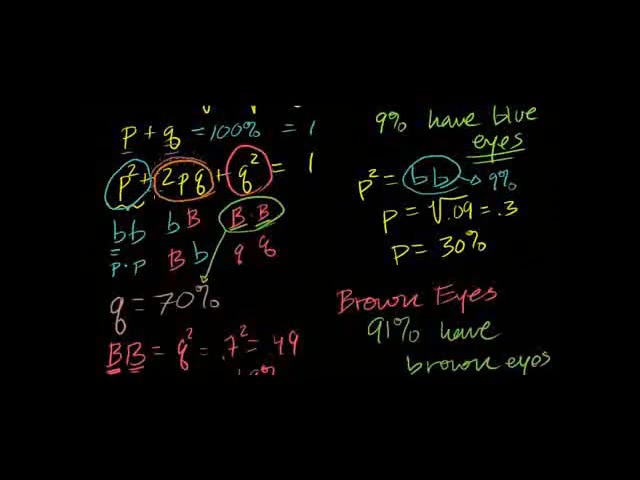 p + q = 100% = 1
p² + 2pq + q² = 1
bb bB B·B
p·p Bb q q
q = 70%
BB = q² = .7² = 49
9% have blue
eyes
p² = bb → 9%
p = √.09 = .3
p = 30%
Brown Eyes
91% have
brown eyes